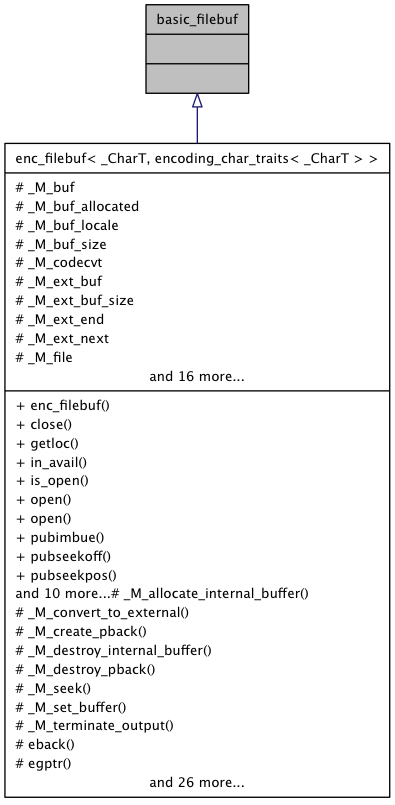 basic_filebuf
enc_filebuf< _CharT, encoding_char_traits< _CharT > >
# _M_buf
# _M_buf_allocated
# _M_buf_locale
# _M_buf_size
# _M_codecvt
# _M_ext_buf
# _M_ext_buf_size
# _M_ext_end
# _M_ext_next
# _M_file
and 16 more...
+ enc_filebuf()
+ close()
+ getloc()
+ in_avail()
+ is_open()
+ open()
+ open()
+ pubimbue()
+ pubseekoff()
+ pubseekpos()
and 10 more...# _M_allocate_internal_buffer()
# _M_convert_to_external()
# _M_create_pback()
# _M_destroy_internal_buffer()
# _M_destroy_pback()
# _M_seek()
# _M_set_buffer()
# _M_terminate_output()
# eback()
# egptr()
and 26 more...